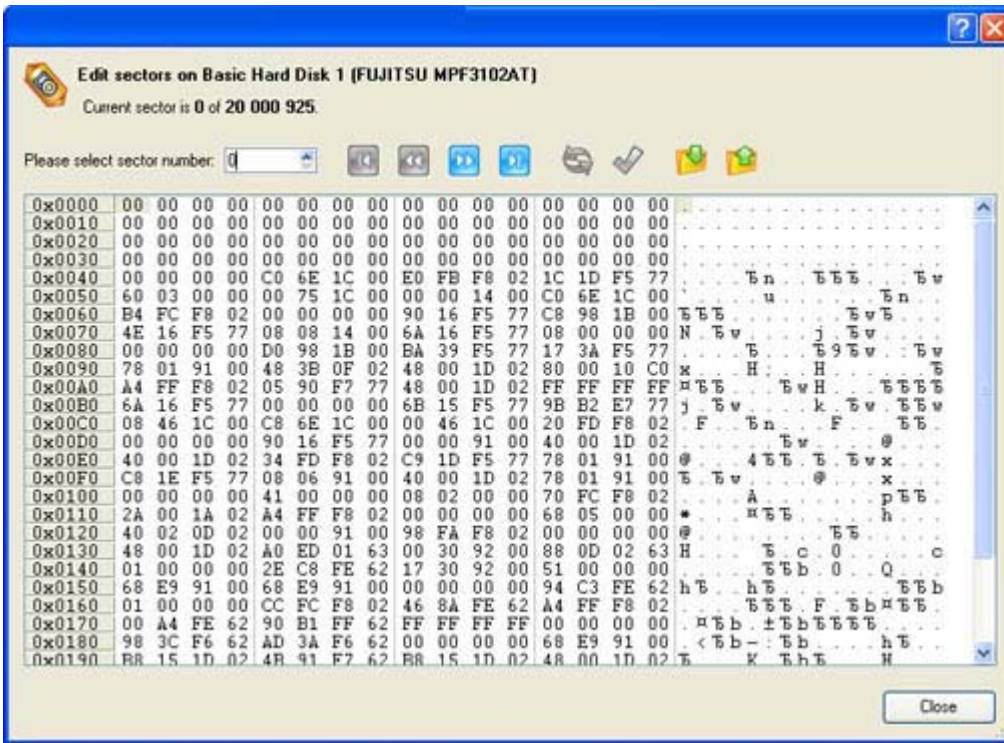 Edit sectors on Basic Hard Disk 1 (FUJITSU MPF3102AT)
Current sector is 0 of 20 000 925.
Please select sector number: 0
0x0000 00 00 00 00 00 00 00 00 00 00 00 00 00 00 00 00
0x0010 00 00 00 00 00 00 00 00 00 00 00 00 00 00 00 00
0x0020 00 00 00 00 00 00 00 00 00 00 00 00 00 00 00 00
0x0030 00 00 00 00 00 00 00 00 00 00 00 00 00 00 00 00
0x0040 00 00 00 00 C0 6E 1C 00 E0 FB F8 02 1C 1D F5 77
0x0050 60 03 00 00 00 75 1C 00 00 00 14 00 C0 6E 1C 00
0x0060 B4 FC F8 02 00 00 00 00 90 16 F5 77 C8 98 1B 00
0x0070 4E 16 F5 77 08 08 14 00 6A 16 F5 77 08 00 00 00
0x0080 00 00 00 00 D0 98 1B 00 BA 39 F5 77 17 3A F5 77
0x0090 78 01 91 00 48 3B 0F 02 48 00 1D 02 80 00 10 C0
0x00A0 A4 FF F8 02 05 90 F7 77 48 00 1D 02 FF FF FF FF
0x00B0 6A 16 F5 77 00 00 00 00 6B 15 F5 77 9B B2 E7 77
0x00C0 08 46 1C 00 C8 6E 1C 00 00 46 1C 00 20 FD F8 02
0x00D0 00 00 00 00 90 16 F5 77 00 00 91 00 40 00 1D 02
0x00E0 40 00 1D 02 34 FD F8 02 C9 1D F5 77 78 01 91 00
0x00F0 C8 1E F5 77 08 06 91 00 40 00 1D 02 78 01 91 00
0x0100 00 00 00 00 41 00 00 00 08 02 00 00 70 FC F8 02
0x0110 2A 00 1A 02 A4 FF F8 02 00 00 00 00 68 05 00 00
0x0120 40 02 0D 02 00 00 91 00 98 FA F8 02 00 00 00 00
0x0130 48 00 1D 02 A0 ED 01 63 00 30 92 00 88 0D 02 63
0x0140 01 00 00 00 2E C8 FE 62 17 30 92 00 51 00 00 00
0x0150 68 E9 91 00 68 E9 91 00 00 00 00 00 94 C3 FE 62
0x0160 01 00 00 00 CC FC F8 02 46 8A FE 62 A4 FF F8 02
0x0170 00 A4 FE 62 90 B1 FF 62 FF FF FF FF 00 00 00 00
0x0180 98 3C F6 62 AD 3A F6 62 00 00 00 00 68 E9 91 00
0x0190 B8 15 1D 02 4B 91 F7 62 B8 15 1D 02 48 00 1D 02
Close